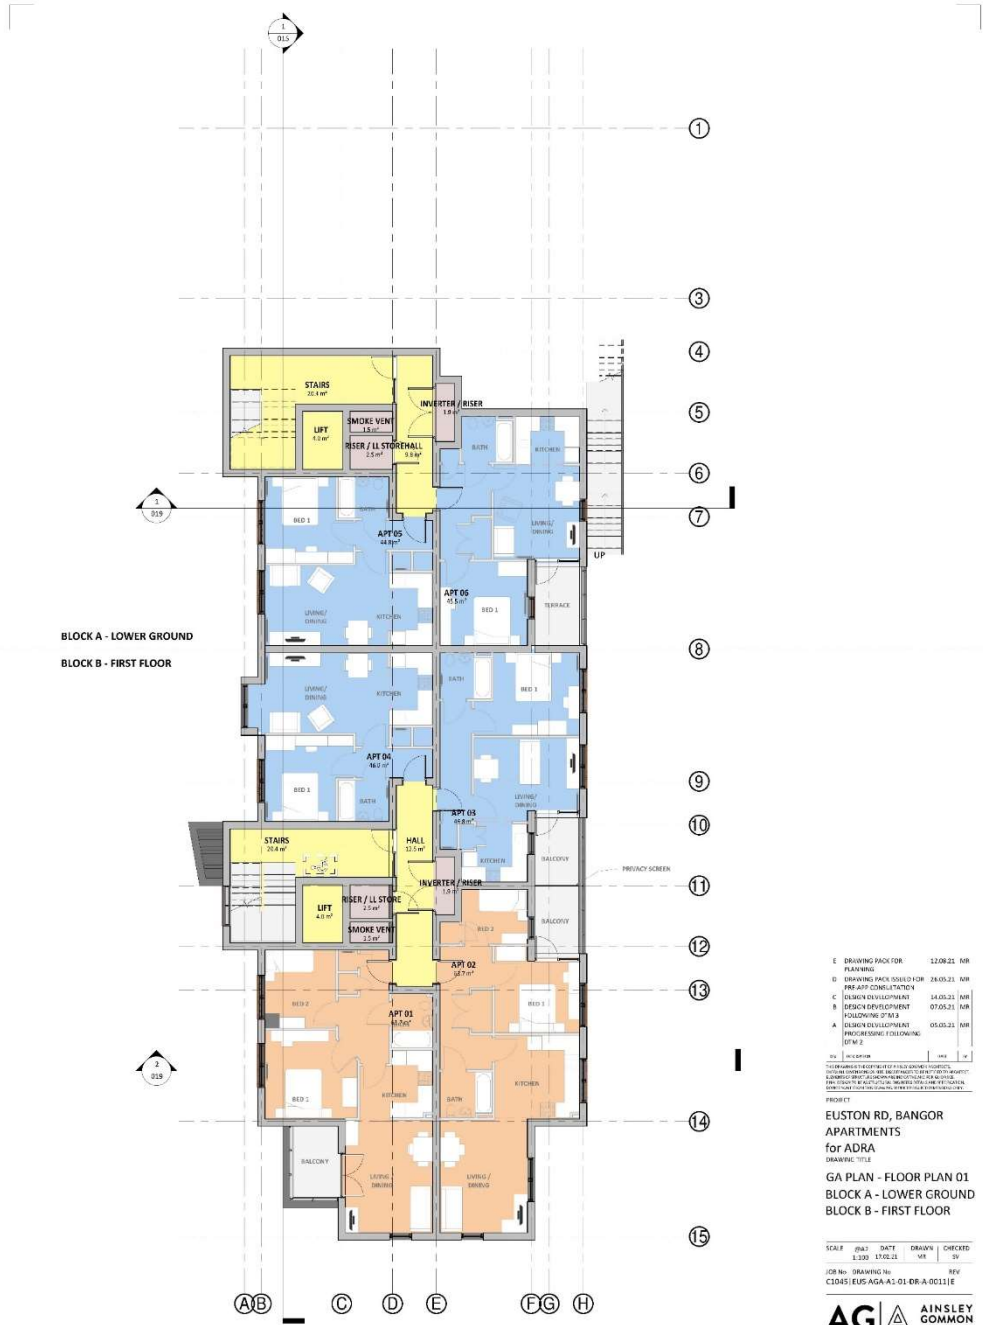 1
015
1
3
4
5
6
7
8
9
10
11
12
13
14
15
STAIRS
20.4 m²
LIFT
4.0 m²
SMOKE VENT
1.5 m²
RISER / LL STORE
2.5 m²
HALL
9.8 m²
INVERTER / RISER
1.9 m²
BATH
KITCHEN
LIVING/
DINING
APT 06
BED 1
TERRACE
UP
1
019
BED 1
BATH
APT 05
44.8 m²
LIVING/
DINING
KITCHEN
BLOCK A - LOWER GROUND
BLOCK B - FIRST FLOOR
LIVING/
DINING
KITCHEN
APT 04
BED 1
BATH
BATH
BED 1
LIVING/
DINING
APT 03
KITCHEN
BALCONY
PRIVACY SCREEN
BALCONY
STAIRS
20.4 m²
HALL
12.5 m²
INVERTER / RISER
1.9 m²
LIFT
4.0 m²
RISER / LL STORE
2.5 m²
SMOKE VENT
BED 2
APT 02
BED 1
BATH
KITCHEN
LIVING /
DINING
BED 2
APT 01
BED 1
KITCHEN
BALCONY
LIVING /
DINING
2
019
A
B
C
D
E
F
G
H
E DRAWING PACK FOR PLANNING 12.08.21 MR
D DRAWING PACK ISSUED FOR PRE-APP CONSULTATION 26.05.21 MR
C DESIGN DEVELOPMENT 14.05.21 MR
B DESIGN DEVELOPMENT FOLLOWING DTM 3 07.05.21 MR
A DESIGN DEVELOPMENT PROGRESSING FOLLOWING DTM 2 05.05.21 MR
PROJECT
EUSTON RD, BANGOR
APARTMENTS
for ADRA
DRAWING TITLE
GA PLAN - FLOOR PLAN 01
BLOCK A - LOWER GROUND
BLOCK B - FIRST FLOOR
SCALE @A2 DATE DRAWN CHECKED
1:100 17.02.21 MR SV
JOB No DRAWING No REV
C1045 EUS-AGA-A1-01-DR-A-0011 E
AG AINSLEY
GOMMON